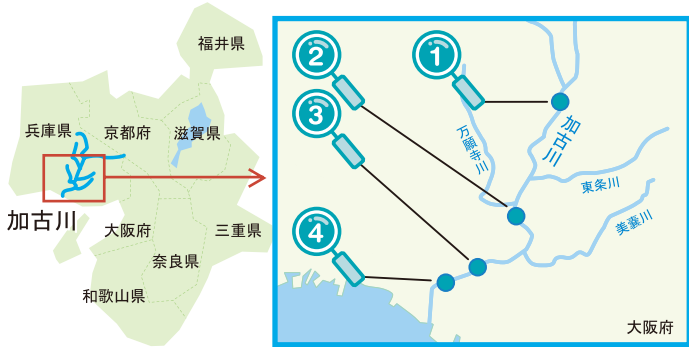 福井県
兵庫県
京都府
滋賀県
加古川
大阪府
三重県
奈良県
和歌山県
2
1
3
4
加古川
万願寺川
東条川
美嚢川
大阪府